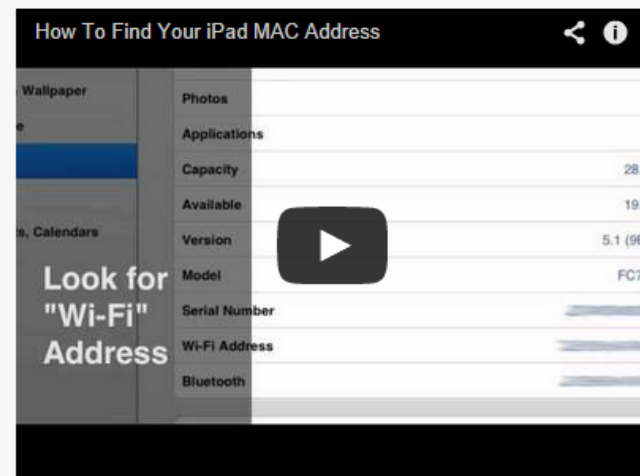 How To Find Your iPad MAC Address
Wallpaper
Photos
Applications
Capacity 28.
Available 19.
s, Calendars
Version 5.1 (9
Model FC7
Look for
"Wi-Fi"
Address
Serial Number
Wi-Fi Address
Bluetooth